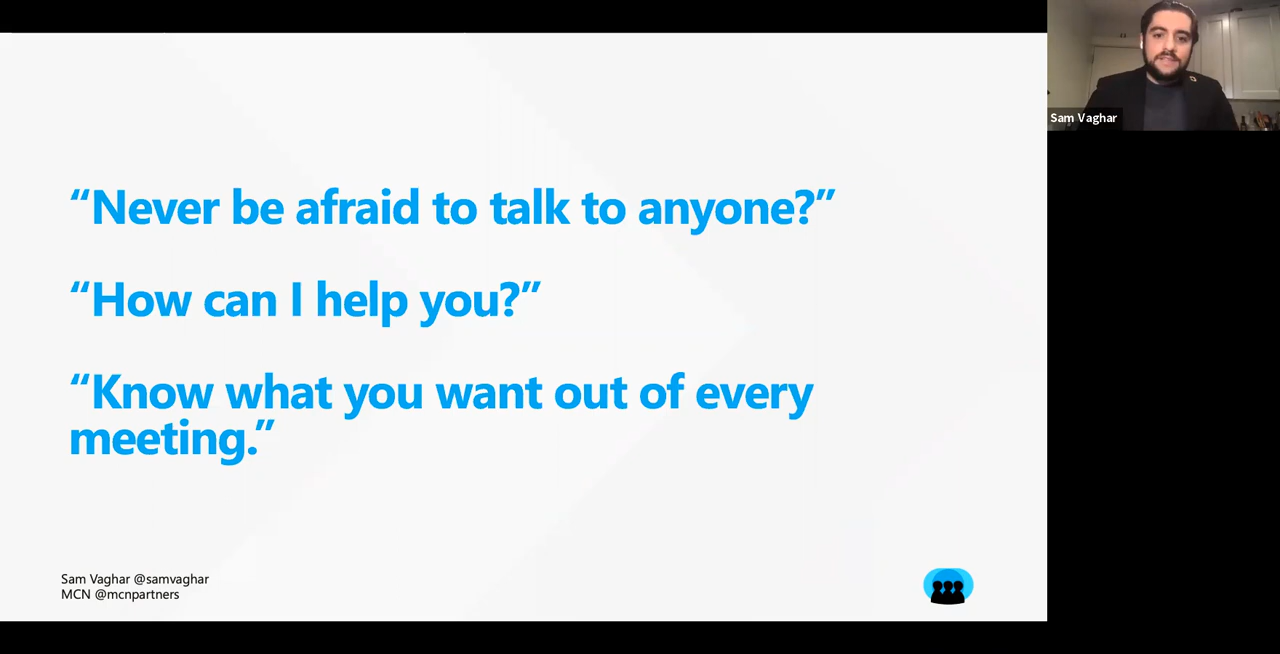 “Never be afraid to talk to anyone?”
“How can I help you?”
“Know what you want out of every
meeting.”
Sam Vaghar @samvaghar
MCN @mcnpartners
Sam Vaghar